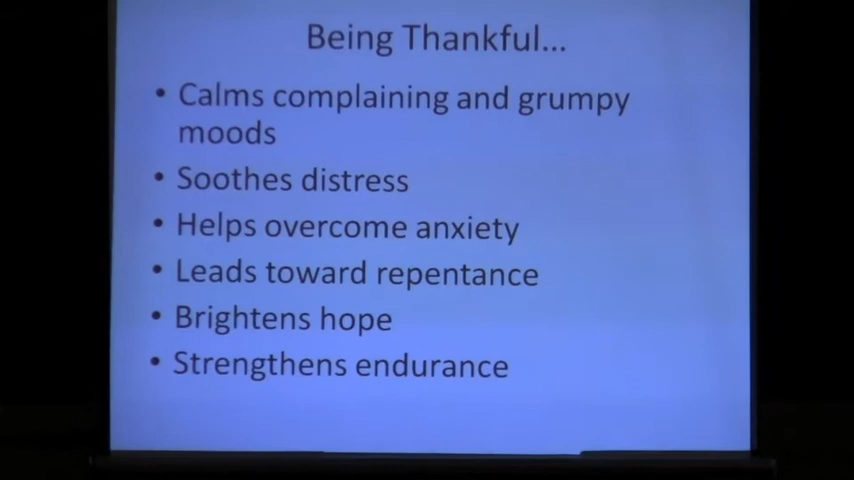 Being Thankful...
• Calms complaining and grumpy
moods
• Soothes distress
• Helps overcome anxiety
• Leads toward repentance
• Brightens hope
• Strengthens endurance